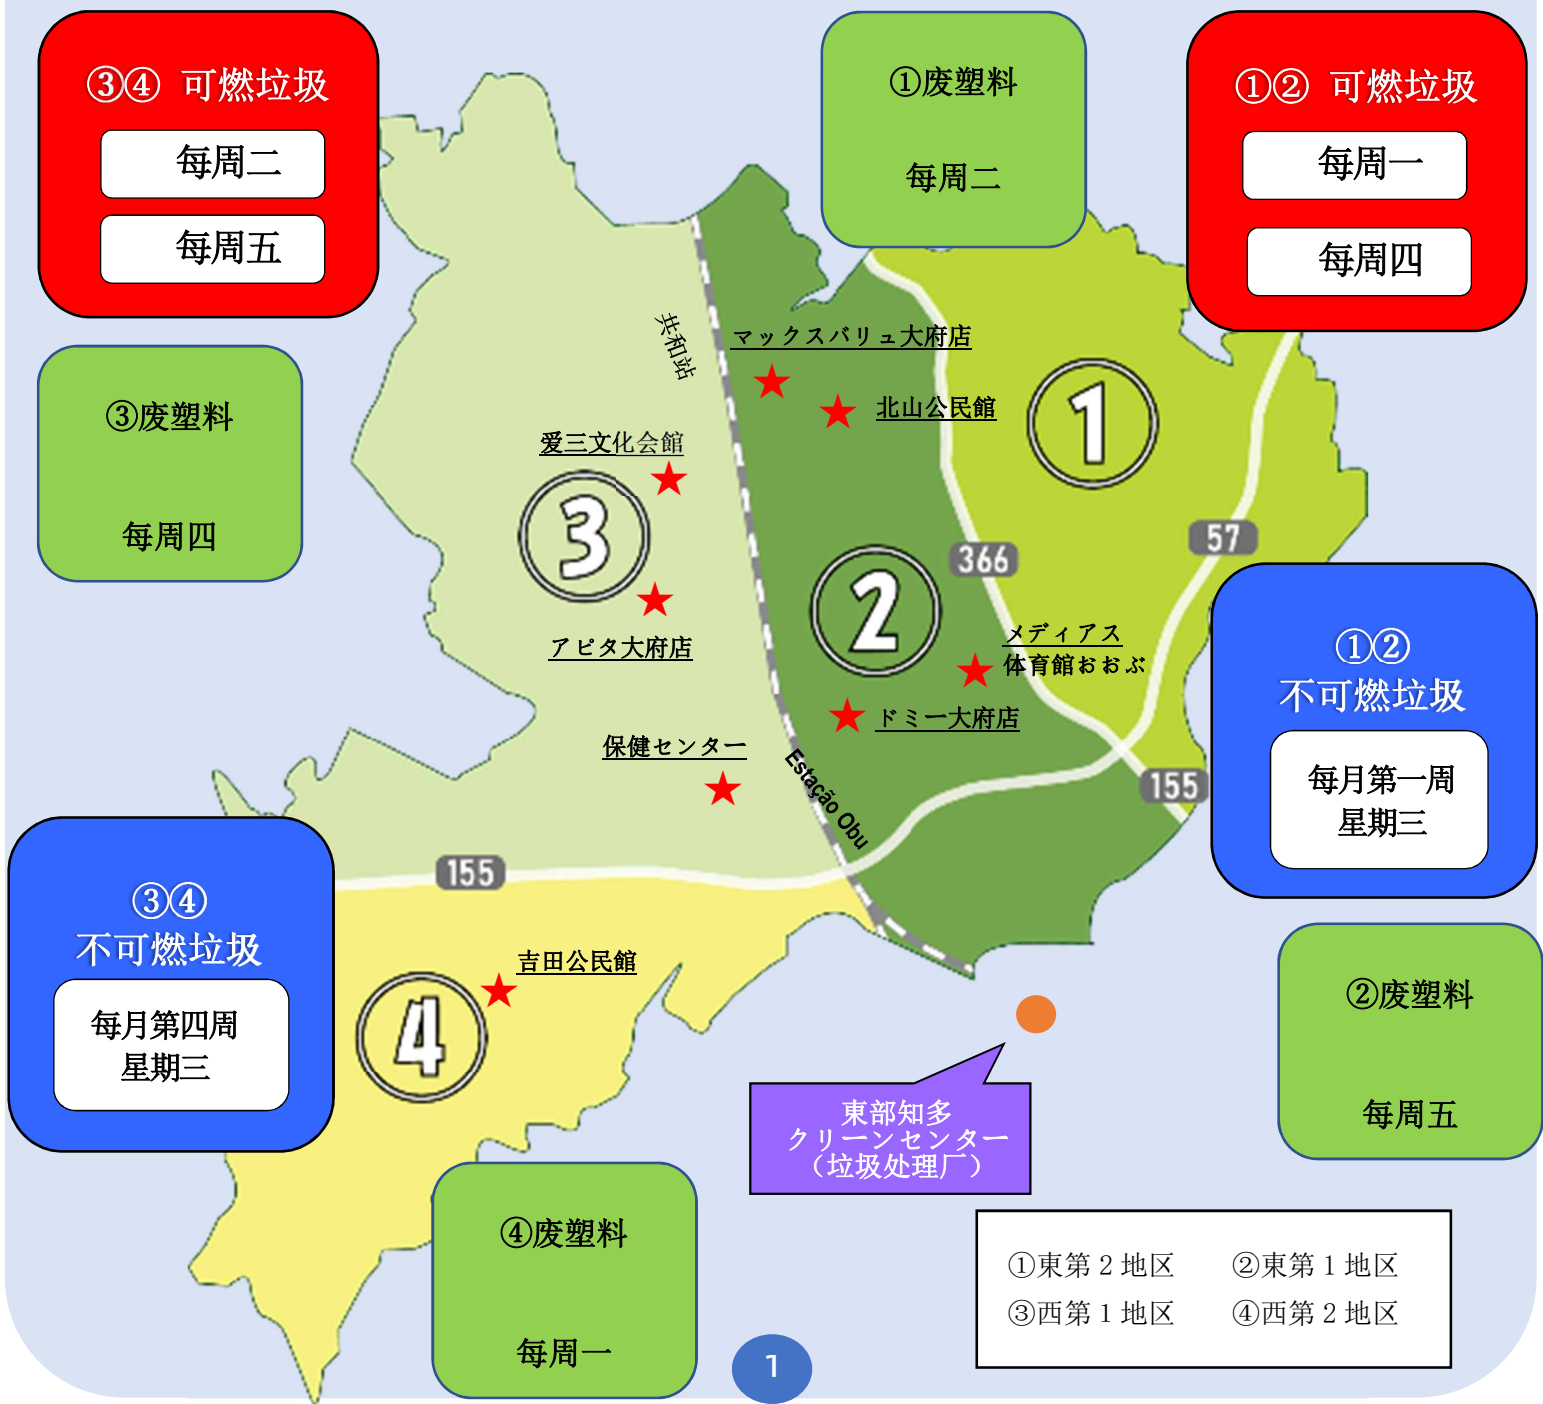 ③④ 可燃垃圾
每周二
每周五
①废塑料
每周二
①② 可燃垃圾
每周一
每周四
③废塑料
每周四
共和站
マックスバリュ大府店
北山公民館
爱三文化会館
アピタ大府店
保健センター
メディアス
体育館おおぶ
ドミー大府店
Estação Obu
1
2
3
4
366
57
155
155
吉田公民館
①②
不可燃垃圾
每月第一周
星期三
③④
不可燃垃圾
每月第四周
星期三
②废塑料
每周五
東部知多
クリーンセンター
（垃圾处理厂）
④废塑料
每周一
①東第２地区 ②東第１地区
③西第１地区 ④西第２地区
1